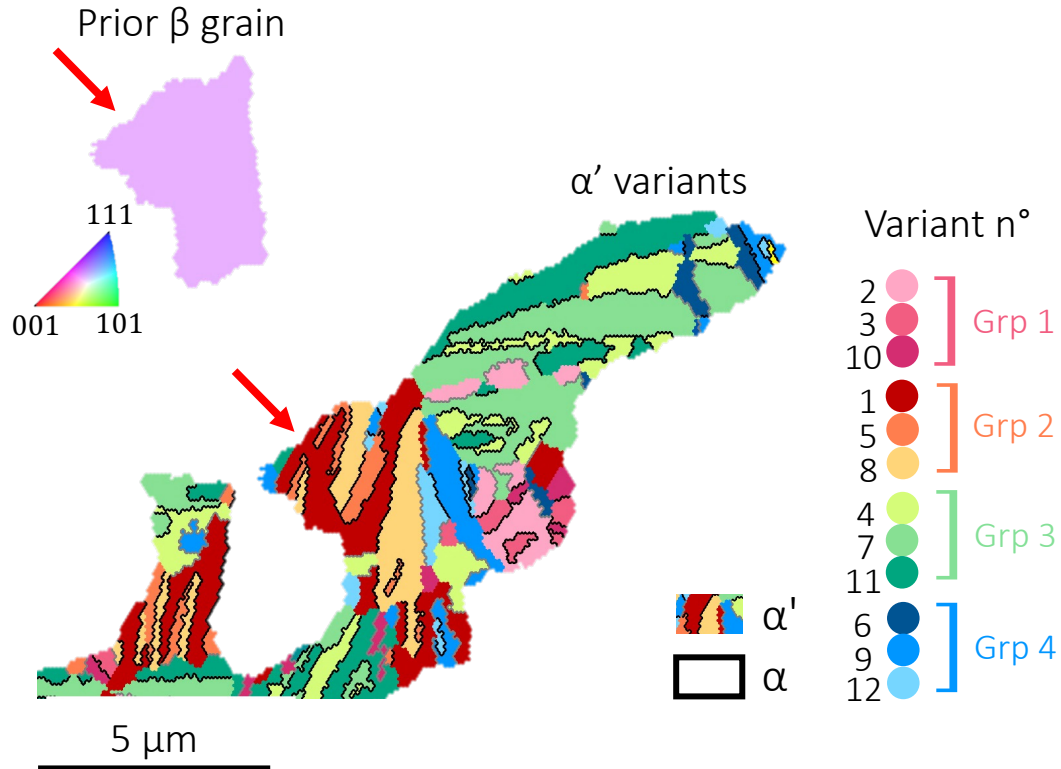 Prior β grain
111
001
101
α’ variants
Variant n°
2
3
10
Grp 1
1
5
8
Grp 2
4
7
11
Grp 3
6
9
12
Grp 4
α'
α
5 µm